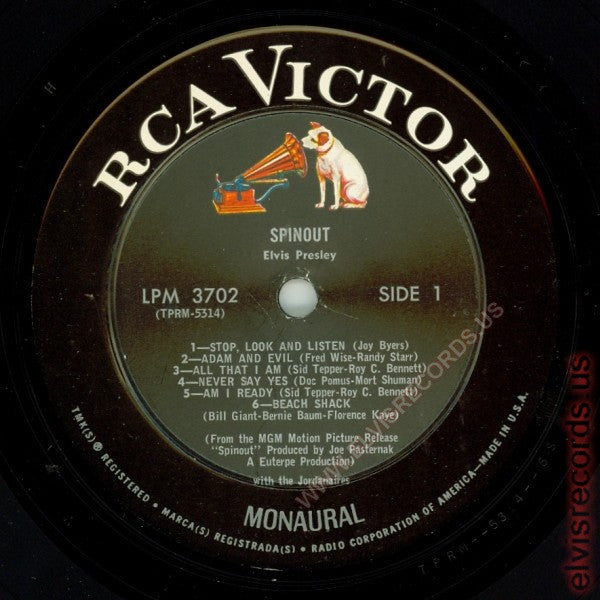 RCA VICTOR
SPINOUT
Elvis Presley
LPM 3702
(TPRM-5314)
SIDE 1
1—STOP, LOOK AND LISTEN (Joy Byers)
2—ADAM AND EVIL (Fred Wise-Randy Starr)
3—ALL THAT I AM (Sid Tepper-Roy C. Bennett)
4—NEVER SAY YES (Doc Pomus-Mort Shuman)
5—AM I READY (Sid Tepper-Roy C. Bennett)
6—BEACH SHACK
(Bill Giant-Bernie Baum-Florence Kaye)
(From the MGM Motion Picture Release
"Spinout" Produced by Joe Pasternak
A Euterpe Production)
with the Jordanaires
MONAURAL
TMK(S) ® REGISTERED • MARCA(S) REGISTRADA(S) • RADIO CORPORATION OF AMERICA—MADE IN U.S.A.
WWW.ELVISRECORDS.US
elvisrecords.us